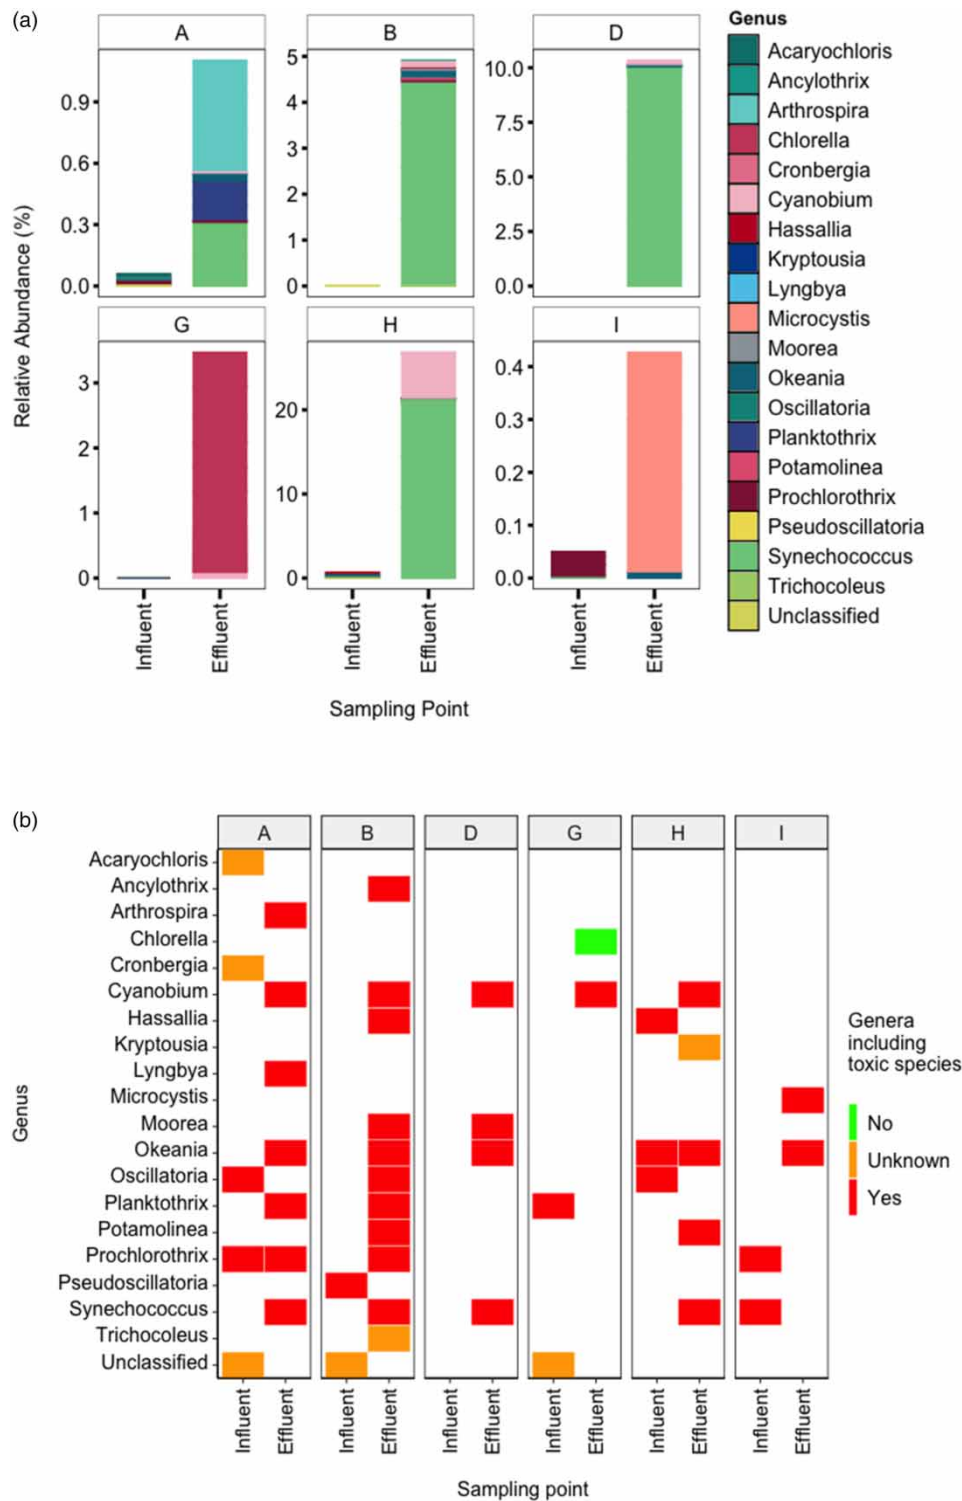 (a)
A
B
D
Genus
Acaryochloris
Ancylothrix
Arthrospira
Chlorella
Cronbergia
Cyanobium
Hassallia
Kryptousia
Lyngbya
Microcystis
Moorea
Okeania
Oscillatoria
Planktothrix
Potamolinea
Prochlorothrix
Pseudoscillatoria
Synechococcus
Trichocoleus
Unclassified
Relative Abundance (%)
0.9
0.6
0.3
0.0
5
4
3
2
1
0
10.0
7.5
5.0
2.5
0.0
G
H
I
3
2
1
0
20
10
0
0.4
0.3
0.2
0.1
0.0
Influent
Effluent
Influent
Effluent
Influent
Effluent
Sampling Point
(b)
A
B
D
G
H
I
Genus
Acaryochloris
Ancylothrix
Arthrospira
Chlorella
Cronbergia
Cyanobium
Hassallia
Kryptousia
Lyngbya
Microcystis
Moorea
Okeania
Oscillatoria
Planktothrix
Potamolinea
Prochlorothrix
Pseudoscillatoria
Synechococcus
Trichocoleus
Unclassified
Genera
including
toxic species
No
Unknown
Yes
Influent
Effluent
Influent
Effluent
Influent
Effluent
Influent
Effluent
Influent
Effluent
Influent
Effluent
Sampling point